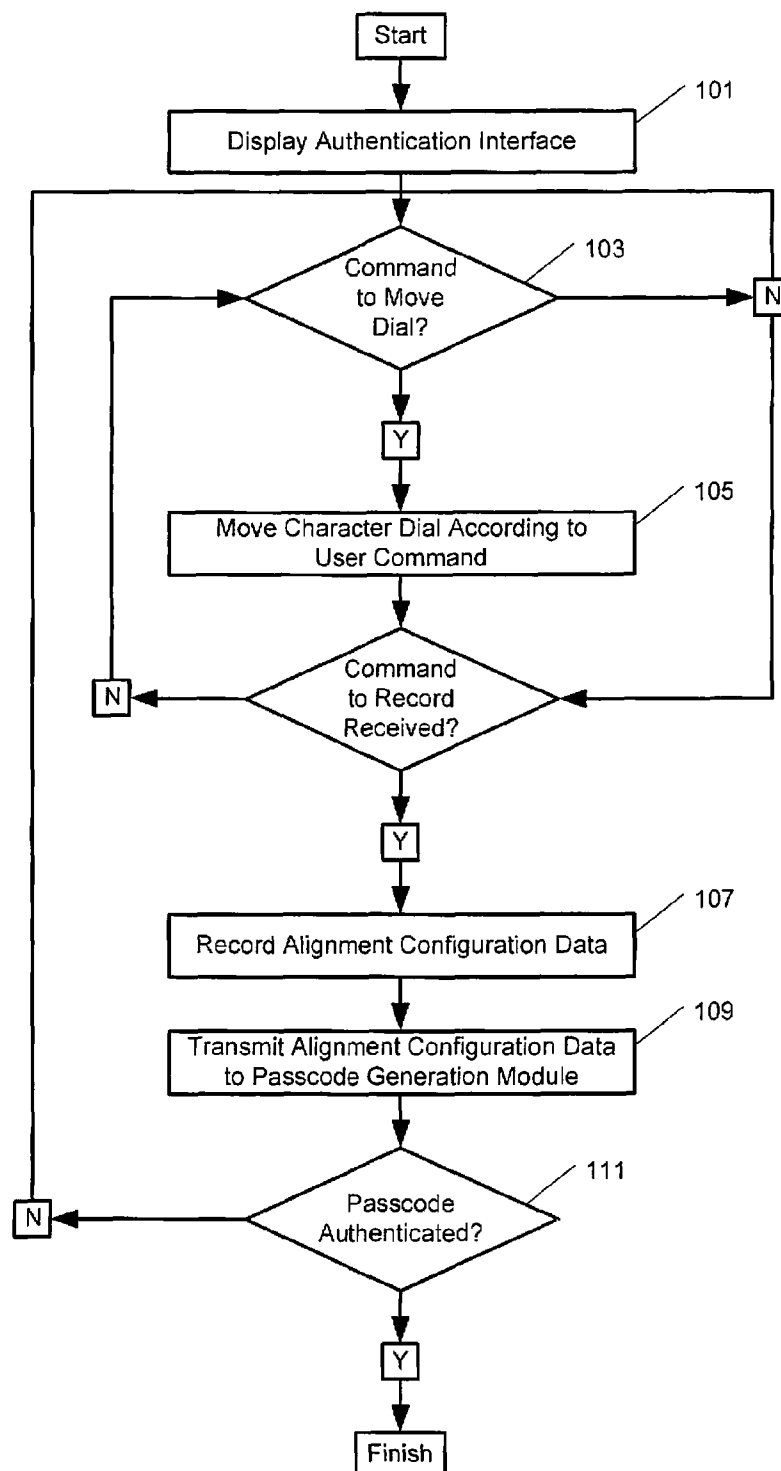 Start
101
Display Authentication Interface
103
Command
to Move
Dial?
N
Y
105
Move Character Dial According to
User Command
Command
to Record
Received?
N
Y
107
Record Alignment Configuration Data
109
Transmit Alignment Configuration Data
to Passcode Generation Module
111
Passcode
Authenticated?
N
Y
Finish